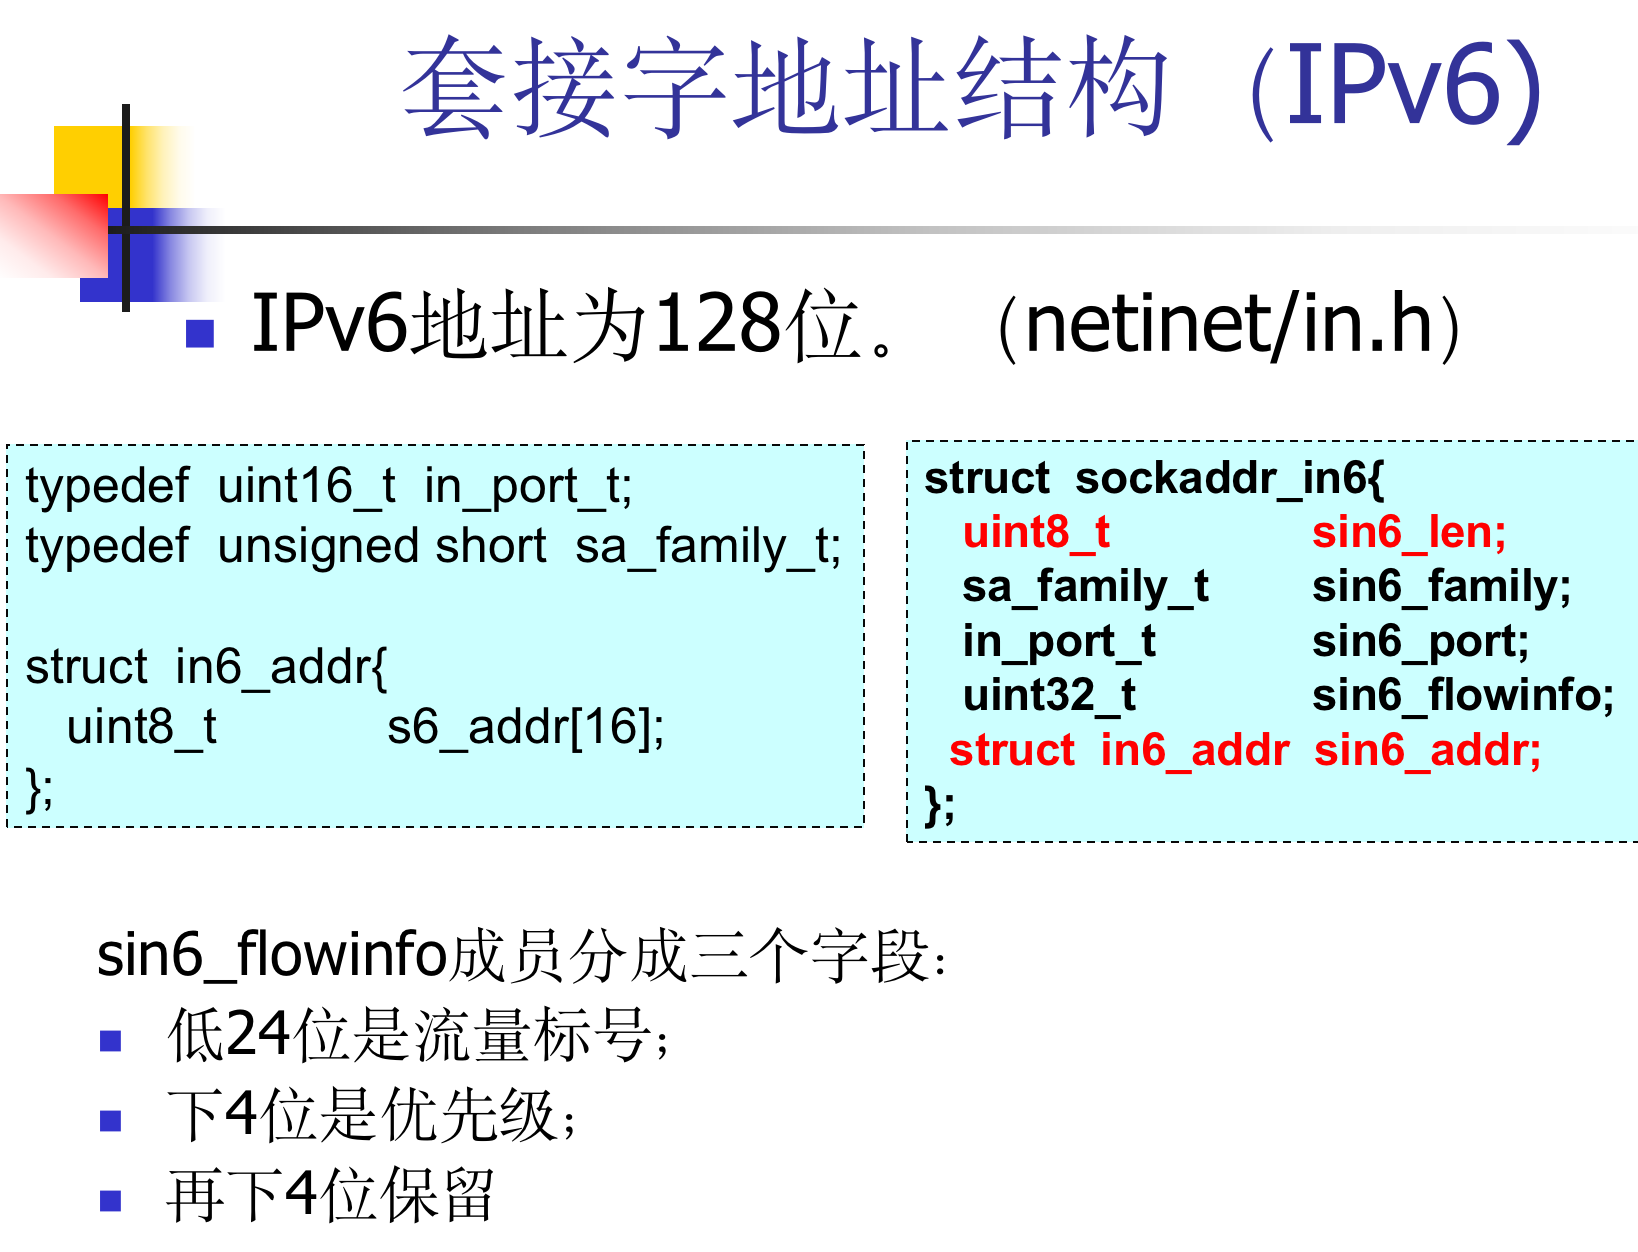 套接字地址结构（IPv6)
IPv6地址为128位。（netinet/in.h）
typedef uint16_t in_port_t;
typedef unsigned short sa_family_t;
struct in6_addr{
uint8_t s6_addr[16];
};
struct sockaddr_in6{
uint8_t sin6_len;
sa_family_t sin6_family;
in_port_t sin6_port;
uint32_t sin6_flowinfo;
struct in6_addr sin6_addr;
};
sin6_flowinfo成员分成三个字段：
低24位是流量标号；
下4位是优先级；
再下4位保留